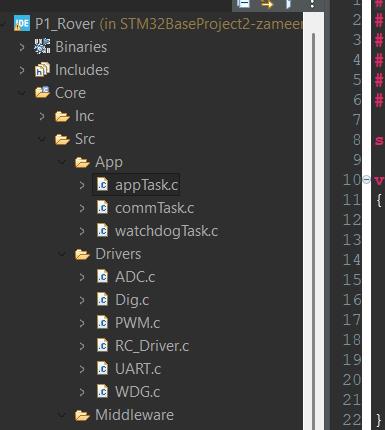 P1_Rover (in STM32BaseProject2-zameer
Binaries
Includes
Core
Inc
Src
App
appTask.c
commTask.c
watchdogTask.c
Drivers
ADC.c
Dig.c
PWM.c
RC_Driver.c
UART.c
WDG.c
Middleware
#
2 #
3 #
4 #
5 #
6 #
7
8 s
9
10 v
11 {
12
13
14
15
16
17
18
19
20
21
22 }